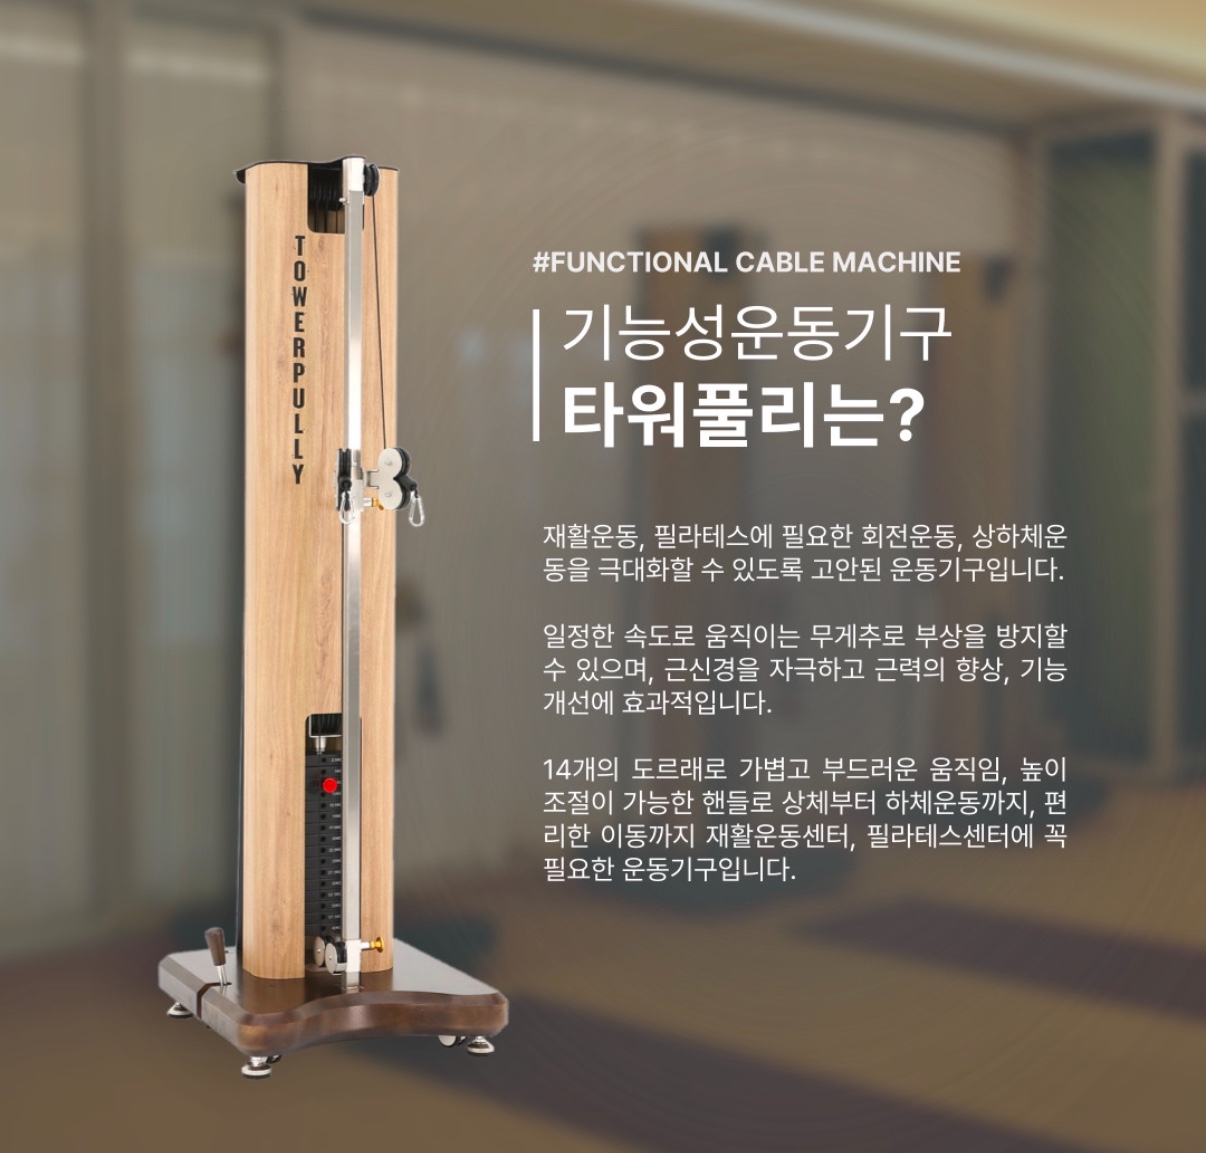 TOWERPULLY
#FUNCTIONAL CABLE MACHINE
기능성운동기구
타워풀리는?
재활운동, 필라테스에 필요한 회전운동, 상하체운
동을 극대화할 수 있도록 고안된 운동기구입니다.
일정한 속도로 움직이는 무게추로 부상을 방지할
수 있으며, 근신경을 자극하고 근력의 향상, 기능
개선에 효과적입니다.
14개의 도르래로 가볍고 부드러운 움직임, 높이
조절이 가능한 핸들로 상체부터 하체운동까지, 편
리한 이동까지 재활운동센터, 필라테스센터에 꼭
필요한 운동기구입니다.